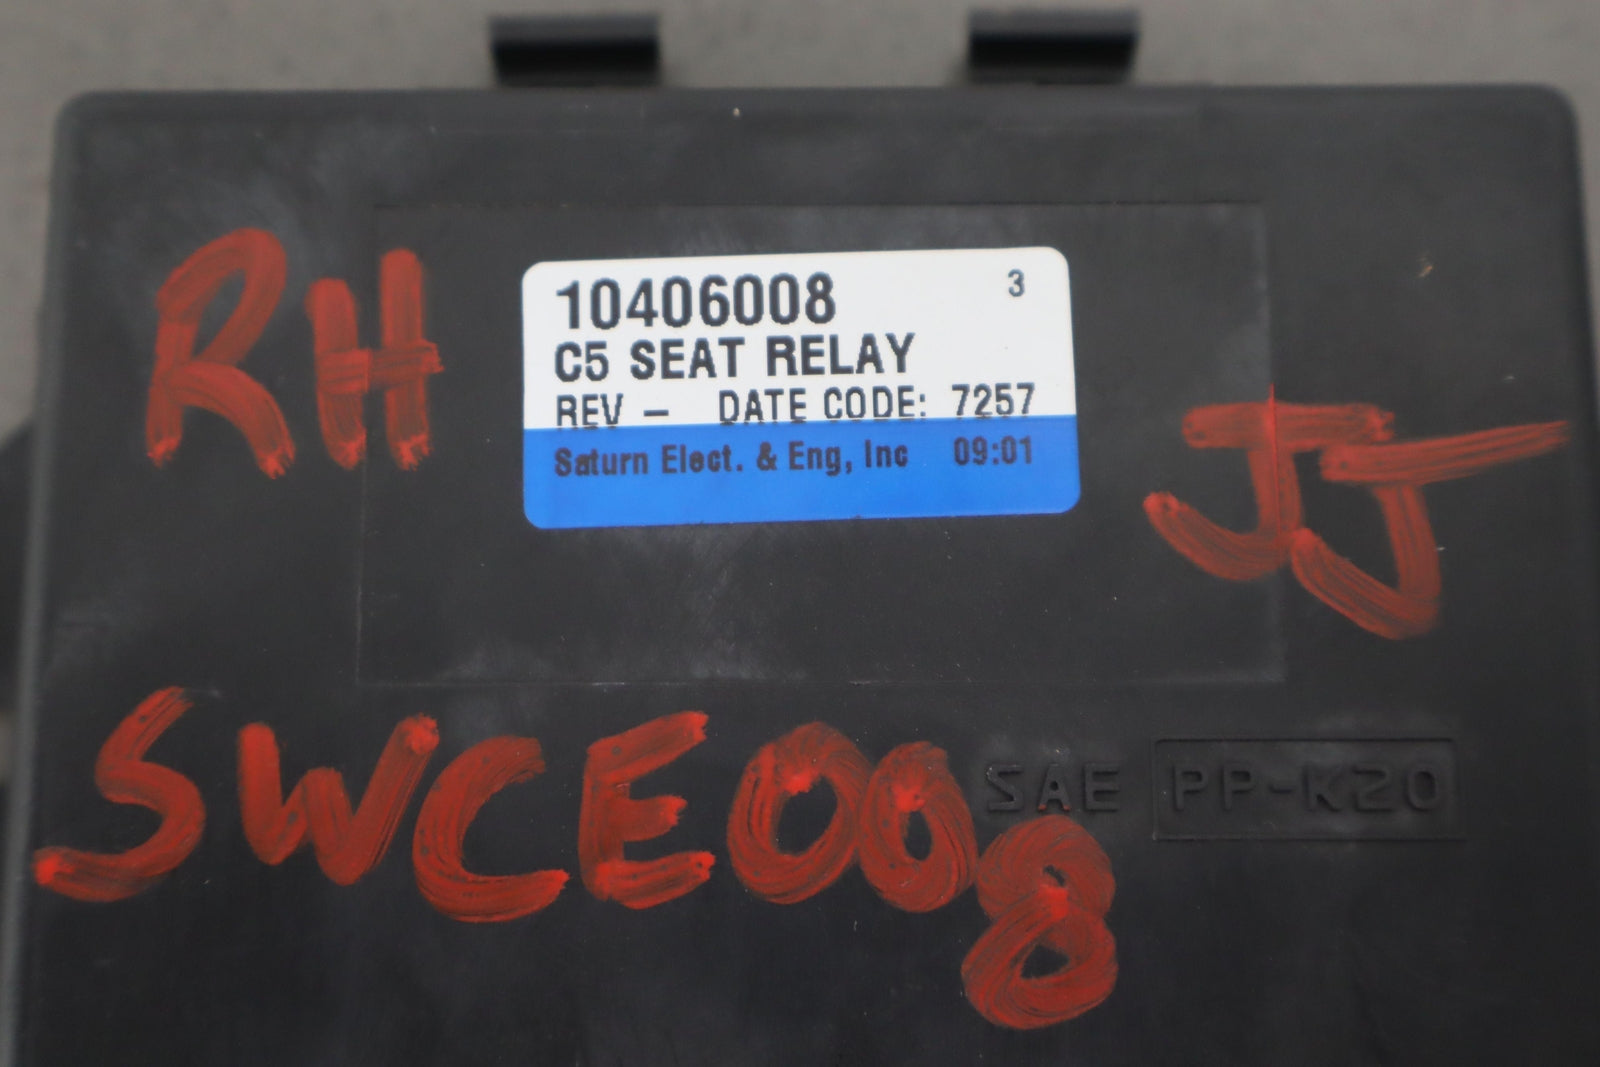 RH
10406008 3
C5 SEAT RELAY
REV – DATE CODE: 7257
Saturn Elect. & Eng, Inc 09:01
JJ
SWCE008
SAE PP-K20